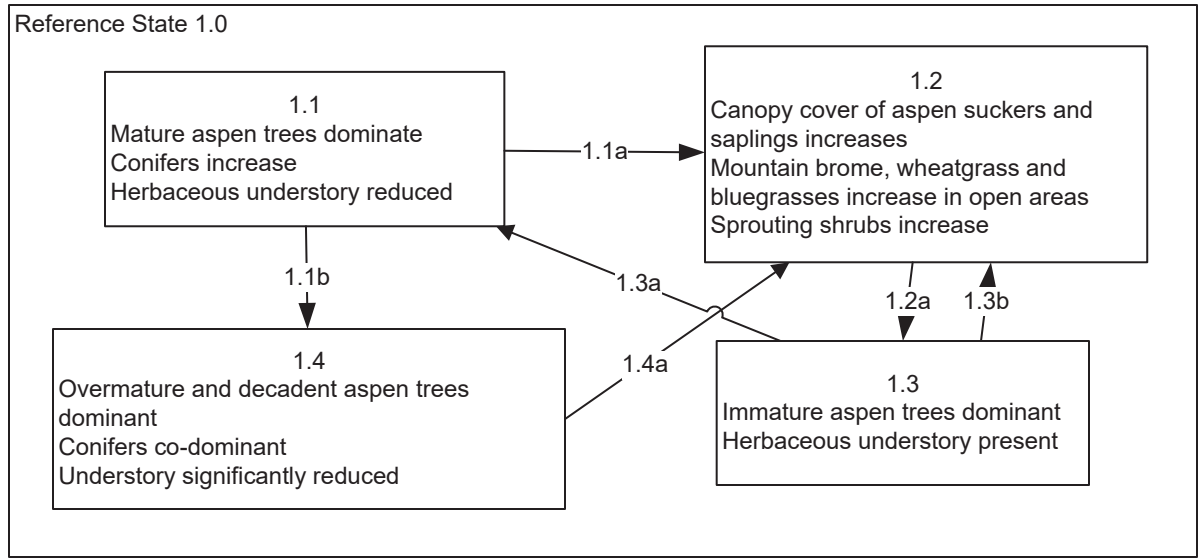 Reference State 1.0
1.1
Mature aspen trees dominate
Conifers increase
Herbaceous understory reduced
1.1a
1.2
Canopy cover of aspen suckers and
saplings increases
Mountain brome, wheatgrass and
bluegrasses increase in open areas
Sprouting shrubs increase
1.1b
1.3a
1.2a
1.3b
1.4a
1.4
Overmature and decadent aspen trees
dominant
Conifers co-dominant
Understory significantly reduced
1.3
Immature aspen trees dominant
Herbaceous understory present